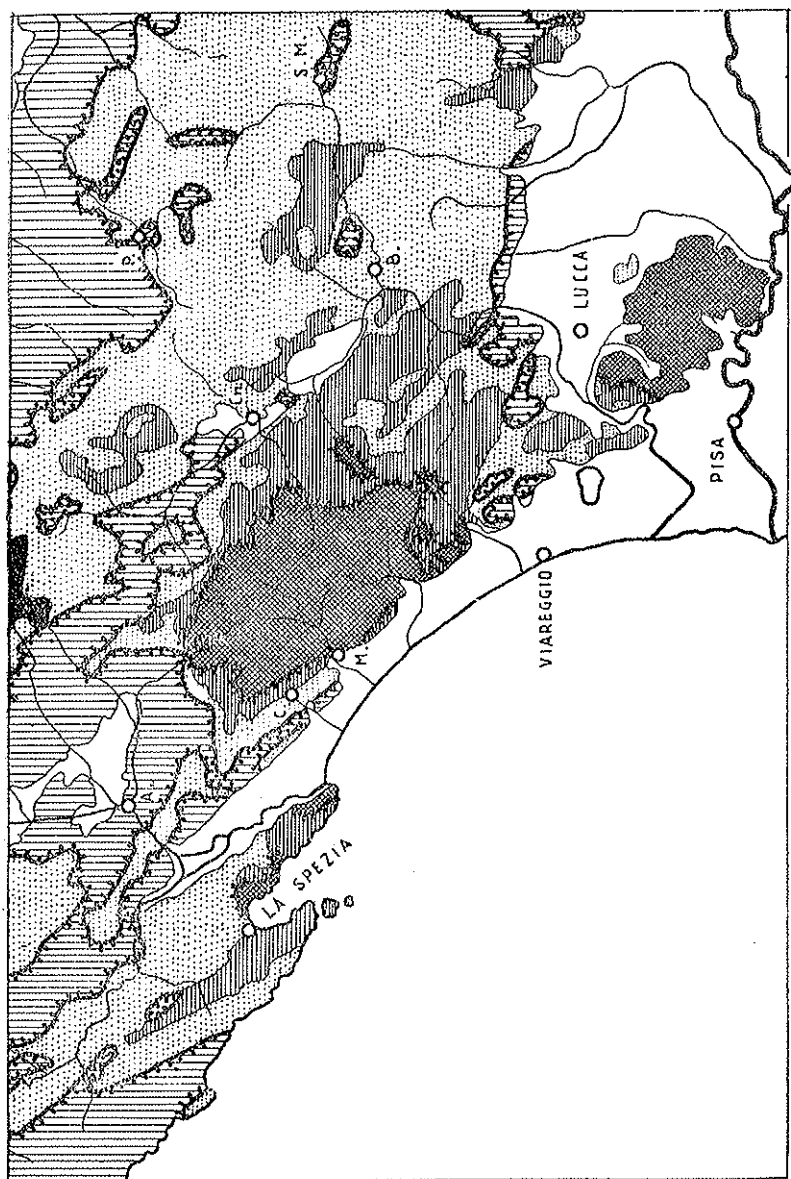 S.M.
P.
B.
C.G.
LUCCA
A.
C.
M.
VIAREGGIO
PISA
LA SPEZIA